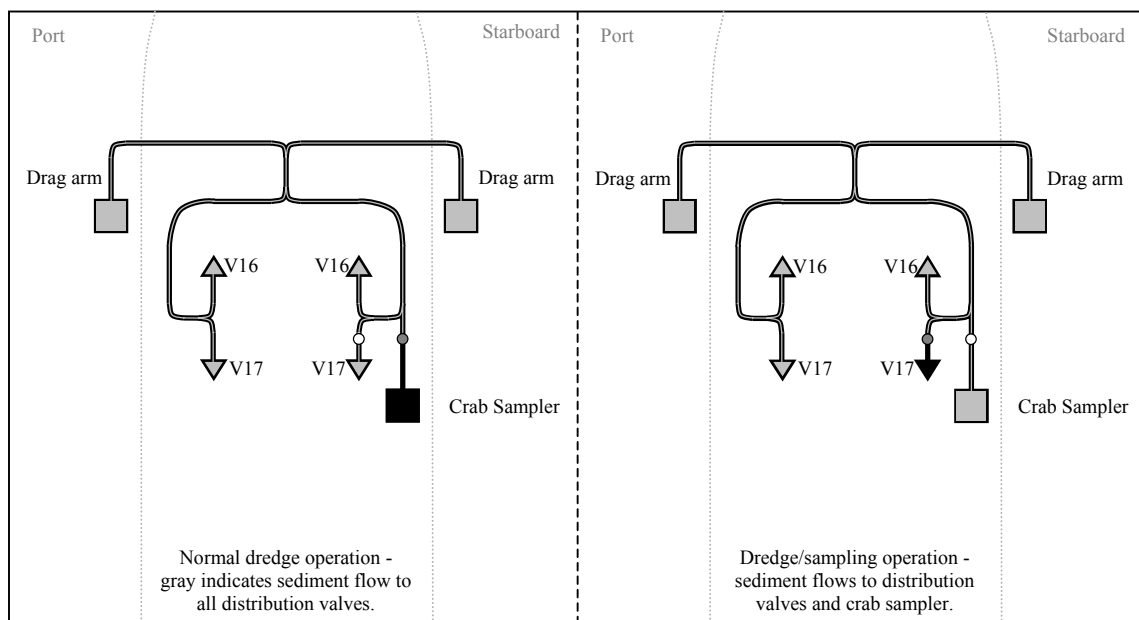 Port
Starboard
Drag arm
Drag arm
V16
V16
V17
V17
Crab Sampler
Normal dredge operation -
gray indicates sediment flow to
all distribution valves.
Port
Starboard
Drag arm
Drag arm
V16
V16
V17
V17
Crab Sampler
Dredge/sampling operation -
sediment flows to distribution
valves and crab sampler.